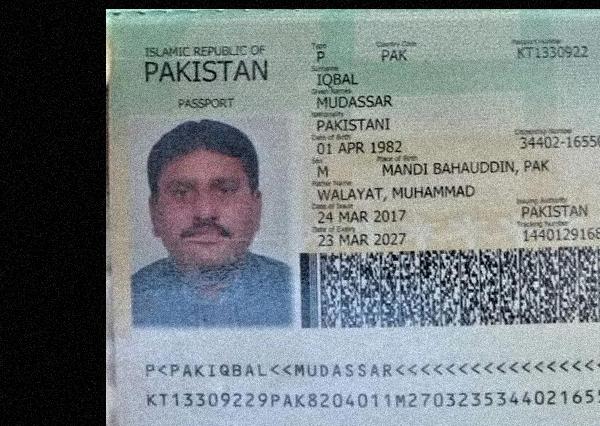 ISLAMIC REPUBLIC OF
PAKISTAN
PASSPORT
Type Country Code Passport Number
P PAK KT1330922
Surname
IQBAL
Given Names
MUDASSAR
Nationality
PAKISTANI
Date of Birth Citizenship Number
01 APR 1982 34402-1655
Sex Place of Birth
M MANDI BAHAUDDIN, PAK
Father Name
WALAYAT, MUHAMMAD
Date of Issue Issuing Authority
24 MAR 2017 PAKISTAN
Date of Expiry Tracking Number
23 MAR 2027 1440129168
P<PAKIQBAL<<MUDASSAR<<<<<<<<<<<<<<<<<<<
KT13309229PAK8204011M2703235344021655